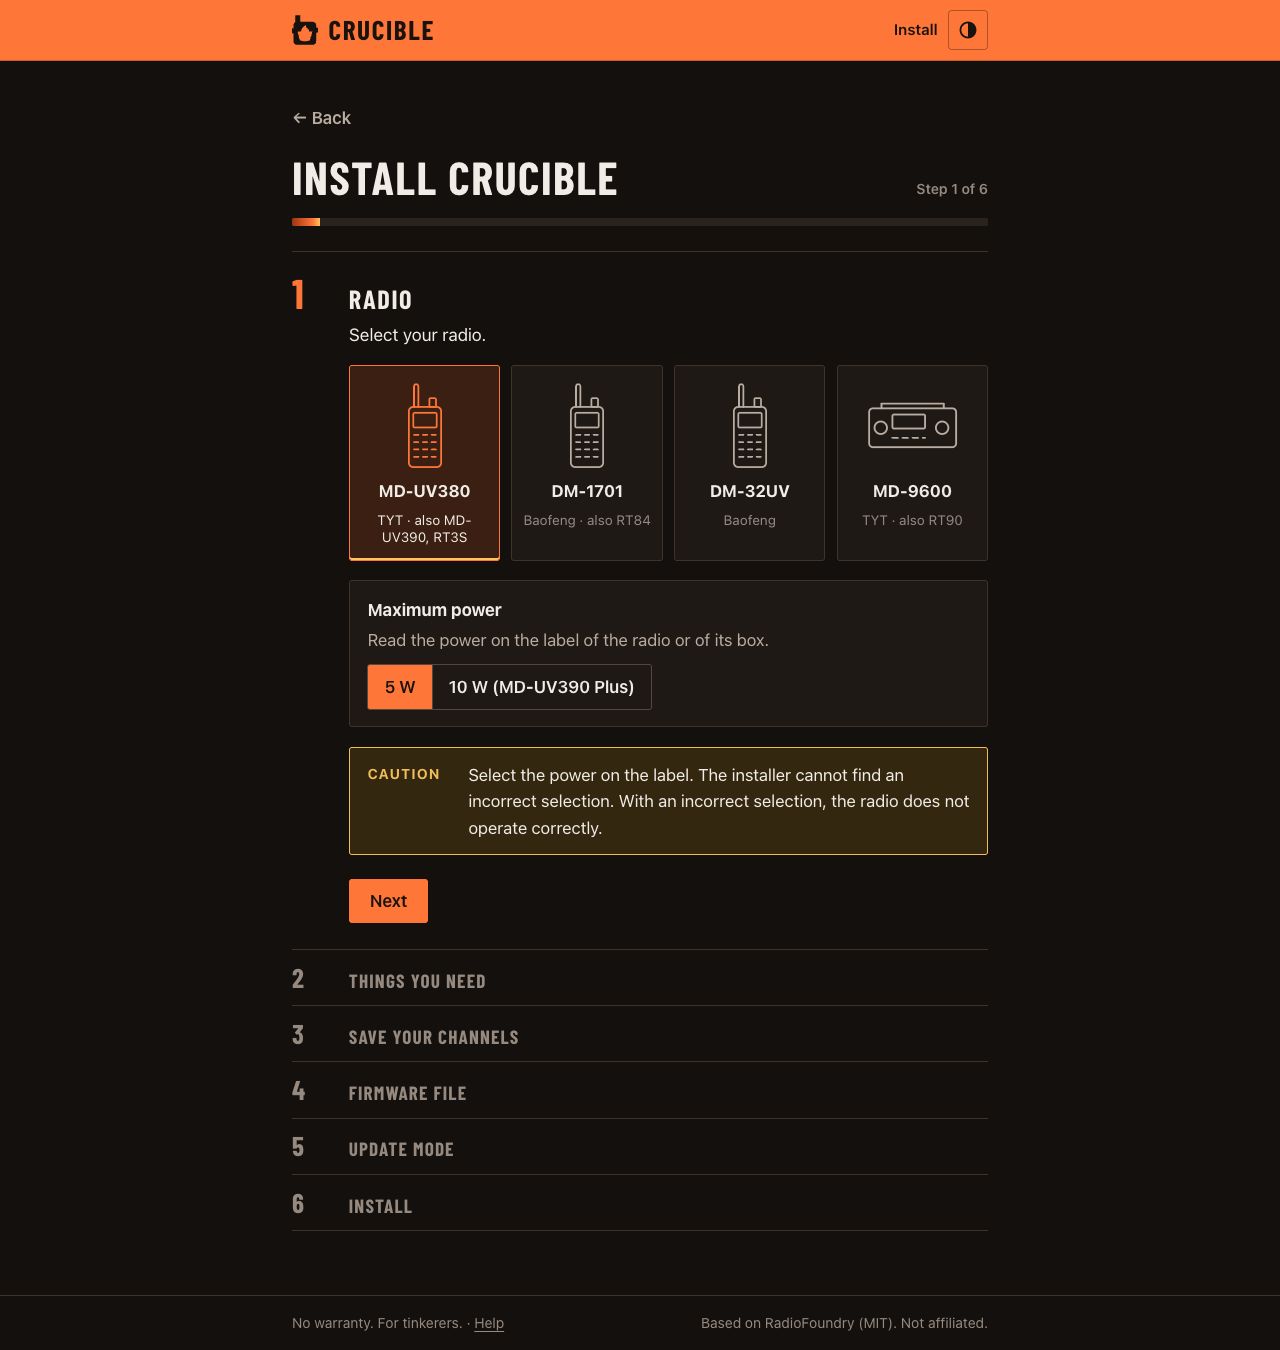 CRUCIBLE
Install
← Back
INSTALL CRUCIBLE
Step 1 of 6
1
RADIO
Select your radio.
MD-UV380
TYT · also MD-
UV390, RT3S
DM-1701
Baofeng · also RT84
DM-32UV
Baofeng
MD-9600
TYT · also RT90
Maximum power
Read the power on the label of the radio or of its box.
5 W
10 W (MD-UV390 Plus)
CAUTION
Select the power on the label. The installer cannot find an
incorrect selection. With an incorrect selection, the radio does not
operate correctly.
Next
2 THINGS YOU NEED
3 SAVE YOUR CHANNELS
4 FIRMWARE FILE
5 UPDATE MODE
6 INSTALL
No warranty. For tinkerers. · Help
Based on RadioFoundry (MIT). Not affiliated.